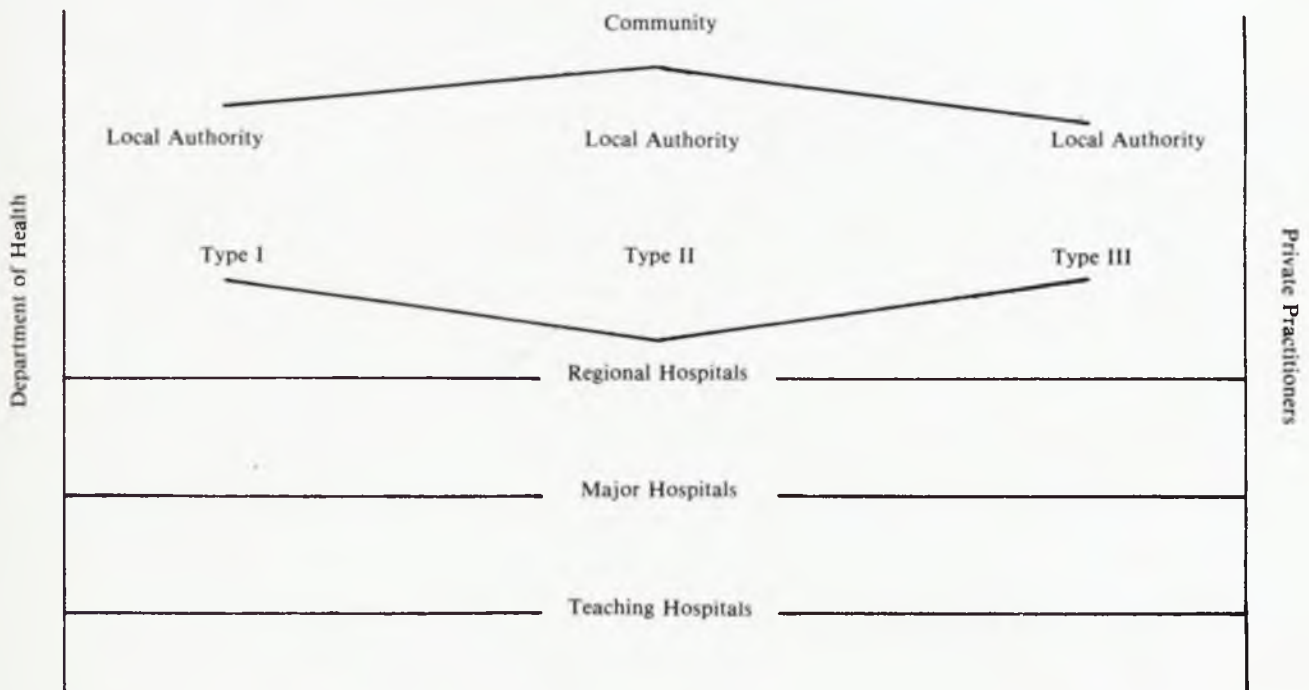 Community
Local Authority
Local Authority
Local Authority
Department of Health
Type I
Type II
Type III
Private Practitioners
Regional Hospitals
Major Hospitals
Teaching Hospitals